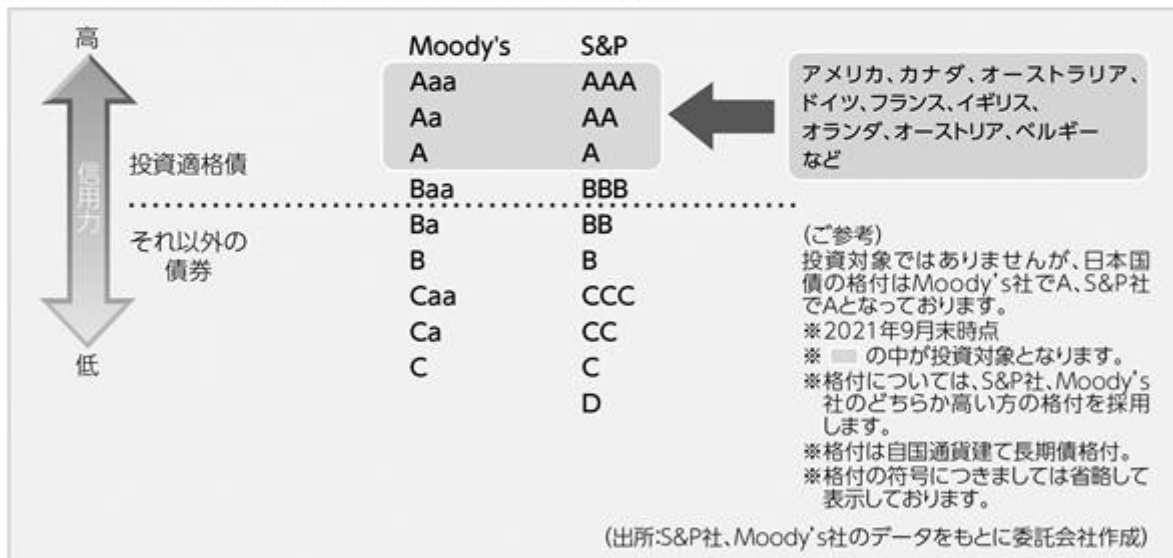 高
信用力
低
投資適格債
それ以外の
債券
Moody's S&P
Aaa AAA
Aa AA
A A
Baa BBB
Ba BB
B B
Caa CCC
Ca CC
C C
D
アメリカ、カナダ、オーストラリア、
ドイツ、フランス、イギリス、
オランダ、オーストリア、ベルギー
など
(ご参考)
投資対象ではありませんが、日本国
債の格付はMoody's社でA、S&P社
でAとなっております。
※2021年9月末時点
※ の中が投資対象となります。
※格付については、S&P社、Moody's
社のどちらか高い方の格付を採用
します。
※格付は自国通貨建て長期債格付。
※格付の符号につきましては省略して
表示しております。
(出所:S&P社、Moody's社のデータをもとに委託会社作成)